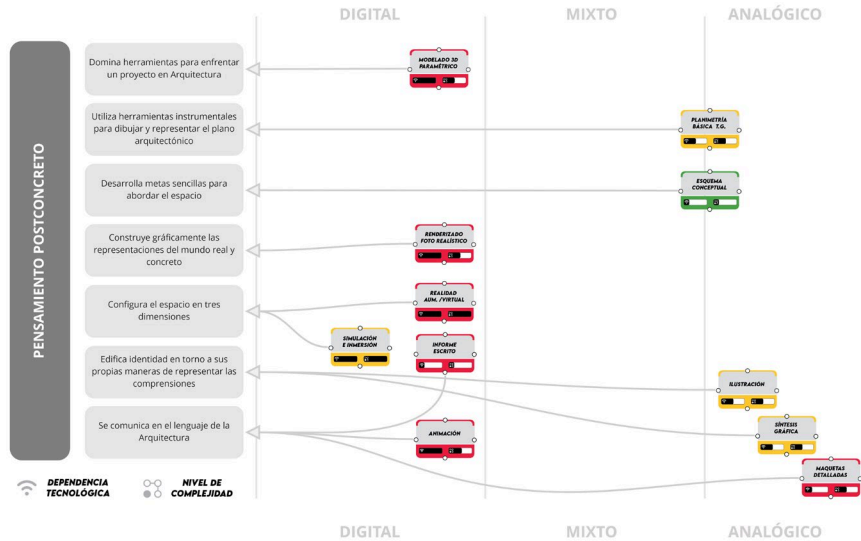 DIGITAL
MIXTO
ANALÓGICO
PENSAMIENTO POSTCONCRETO
Domina herramientas para enfrentar
un proyecto en Arquitectura
MODELADO 3D
PARAMÉTRICO
Utiliza herramientas instrumentales
para dibujar y representar el plano
arquitectónico
PLANIMETRÍA
BÁSICA T.G.
Desarrolla metas sencillas para
abordar el espacio
ESQUEMA
CONCEPTUAL
Construye gráficamente las
representaciones del mundo real y
concreto
RENDERIZADO
FOTO REALÍSTICO
Configura el espacio en tres
dimensiones
REALIDAD
AUM. /VIRTUAL
SIMULACIÓN
E INMERSIÓN
INFORME
ESCRITO
Edifica identidad en torno a sus
propias maneras de representar las
comprensiones
ILUSTRACIÓN
Se comunica en el lenguaje de la
Arquitectura
ANIMACIÓN
SÍNTESIS
GRÁFICA
MAQUETAS
DETALLADAS
DEPENDENCIA
TECNOLÓGICA
NIVEL DE
COMPLEJIDAD
DIGITAL
MIXTO
ANALÓGICO